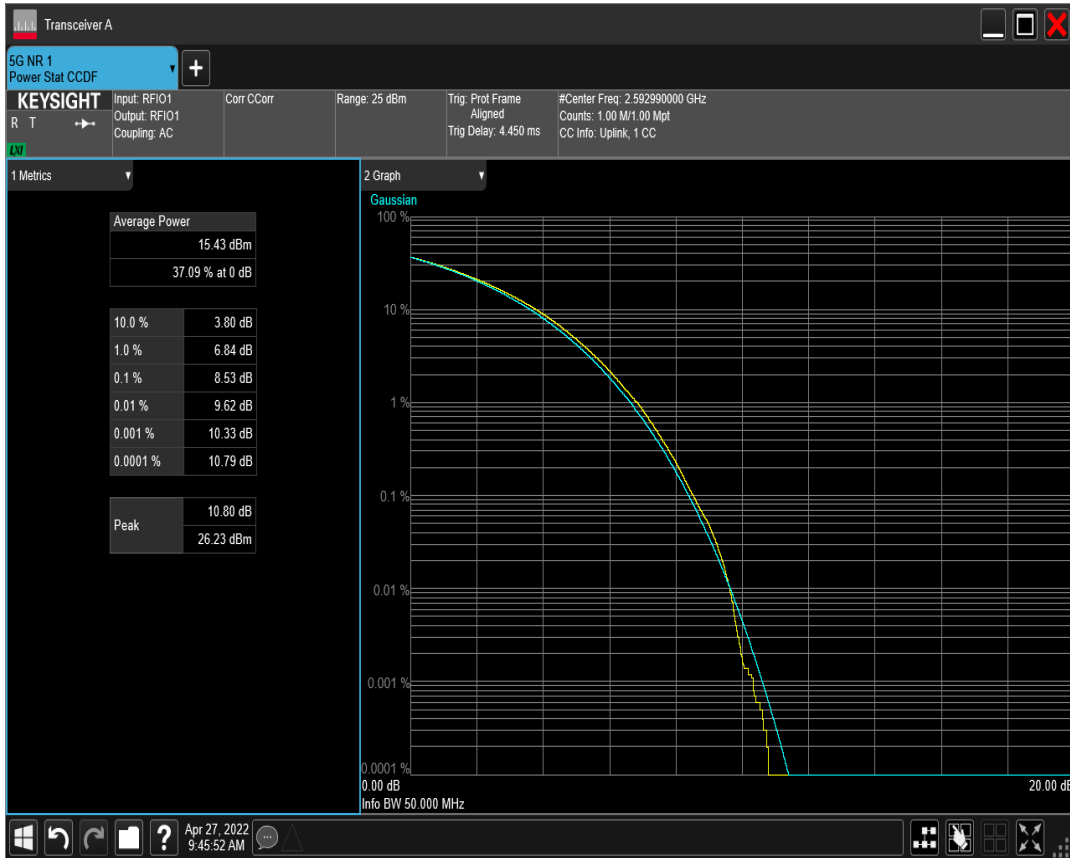 Transceiver A
5G NR 1
Power Stat CCDF
+
KEYSIGHT
R T
LXI
Input: RFIO1
Output: RFIO1
Coupling: AC
Corr CCorr
Range: 25 dBm
Trig: Prot Frame
Aligned
Trig Delay: 4.450 ms
#Center Freq: 2.592990000 GHz
Counts: 1.00 M/1.00 Mpt
CC Info: Uplink, 1 CC
1 Metrics
Average Power
15.43 dBm
37.09 % at 0 dB
10.0 % 3.80 dB
1.0 % 6.84 dB
0.1 % 8.53 dB
0.01 % 9.62 dB
0.001 % 10.33 dB
0.0001 % 10.79 dB
Peak
10.80 dB
26.23 dBm
2 Graph
Gaussian
100 %
10 %
1 %
0.1 %
0.01 %
0.001 %
0.0001 %
0.00 dB 20.00 dB
Info BW 50.000 MHz
?
Apr 27, 2022
9:45:52 AM